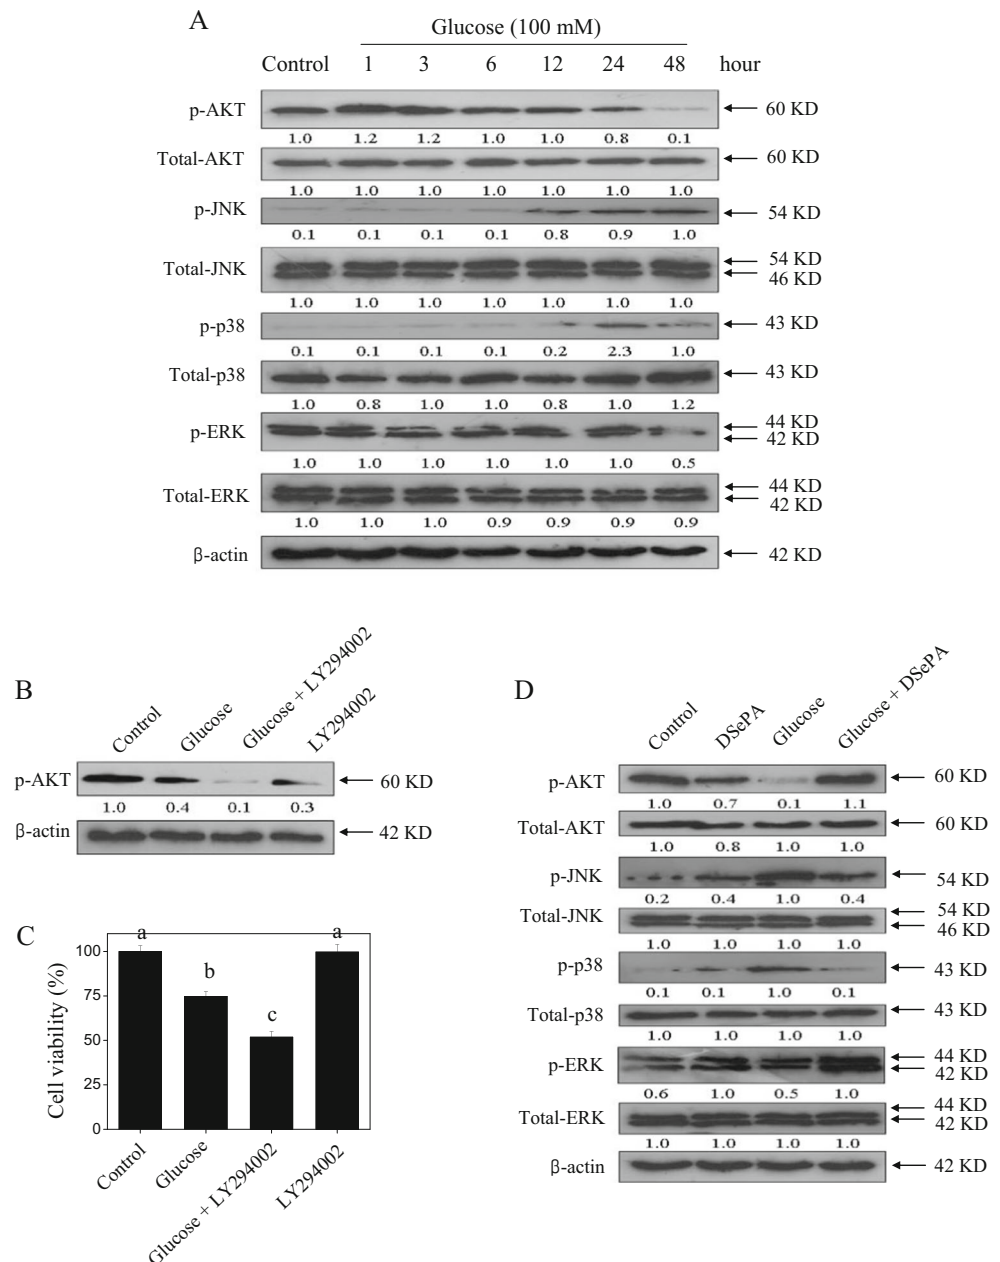 A
Glucose (100 mM)
Control 1 3 6 12 24 48 hour
p-AKT 60 KD
1.0 1.2 1.2 1.0 1.0 0.8 0.1
Total-AKT 60 KD
1.0 1.0 1.0 1.0 1.0 1.0 1.0
p-JNK 54 KD
0.1 0.1 0.1 0.1 0.8 0.9 1.0
Total-JNK 54 KD
46 KD
1.0 1.0 1.0 1.0 1.0 1.0 1.0
p-p38 43 KD
0.1 0.1 0.1 0.1 0.2 2.3 1.0
Total-p38 43 KD
1.0 0.8 1.0 1.0 0.8 1.0 1.2
p-ERK 44 KD
42 KD
1.0 1.0 1.0 1.0 1.0 1.0 0.5
Total-ERK 44 KD
42 KD
1.0 1.0 1.0 0.9 0.9 0.9 0.9
β-actin 42 KD
B
Control Glucose Glucose + LY294002 LY294002
p-AKT 60 KD
1.0 0.4 0.1 0.3
β-actin 42 KD
C
Cell viability (%)
100
75
50
25
0
a b c a
Control Glucose Glucose + LY294002 LY294002
D
Control DSePA Glucose Glucose + DSePA
p-AKT 60 KD
1.0 0.7 0.1 1.1
Total-AKT 60 KD
1.0 0.8 1.0 1.0
p-JNK 54 KD
0.2 0.4 1.0 0.4
Total-JNK 54 KD
46 KD
1.0 1.0 1.0 1.0
p-p38 43 KD
0.1 0.1 1.0 0.1
Total-p38 43 KD
1.0 1.0 1.0 1.0
p-ERK 44 KD
42 KD
0.6 1.0 0.5 1.0
Total-ERK 44 KD
42 KD
1.0 1.0 1.0 1.0
β-actin 42 KD